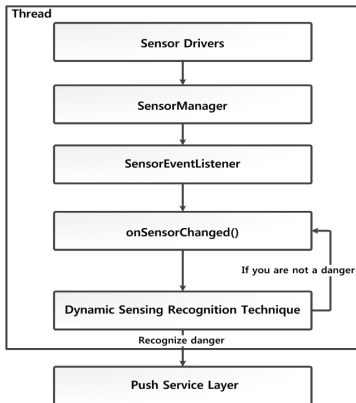 Thread
Sensor Drivers
SensorManager
SensorEventListener
onSensorChanged()
If you are not a danger
Dynamic Sensing Recognition Technique
Recognize danger
Push Service Layer